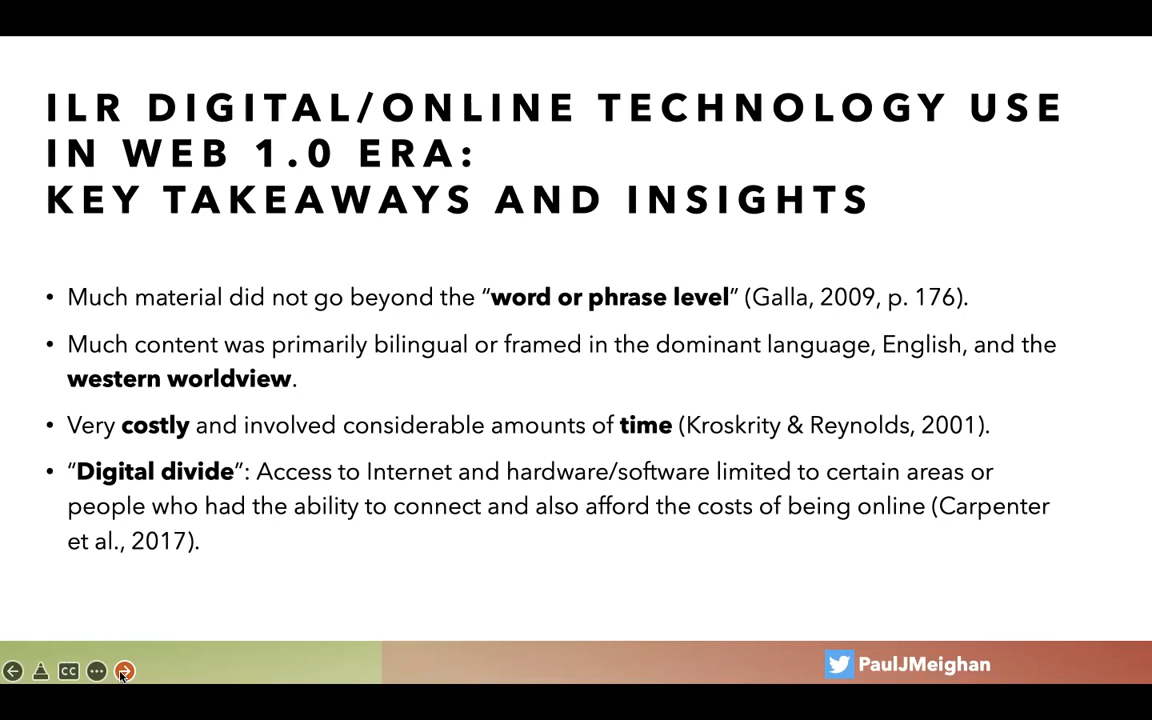 ILR DIGITAL/ONLINE TECHNOLOGY USE
IN WEB 1.0 ERA:
KEY TAKEAWAYS AND INSIGHTS
• Much material did not go beyond the “word or phrase level” (Galla, 2009, p. 176).
• Much content was primarily bilingual or framed in the dominant language, English, and the
western worldview.
• Very costly and involved considerable amounts of time (Kroskrity & Reynolds, 2001).
• “Digital divide”: Access to Internet and hardware/software limited to certain areas or
people who had the ability to connect and also afford the costs of being online (Carpenter
et al., 2017).
CC
PaulJMeighan